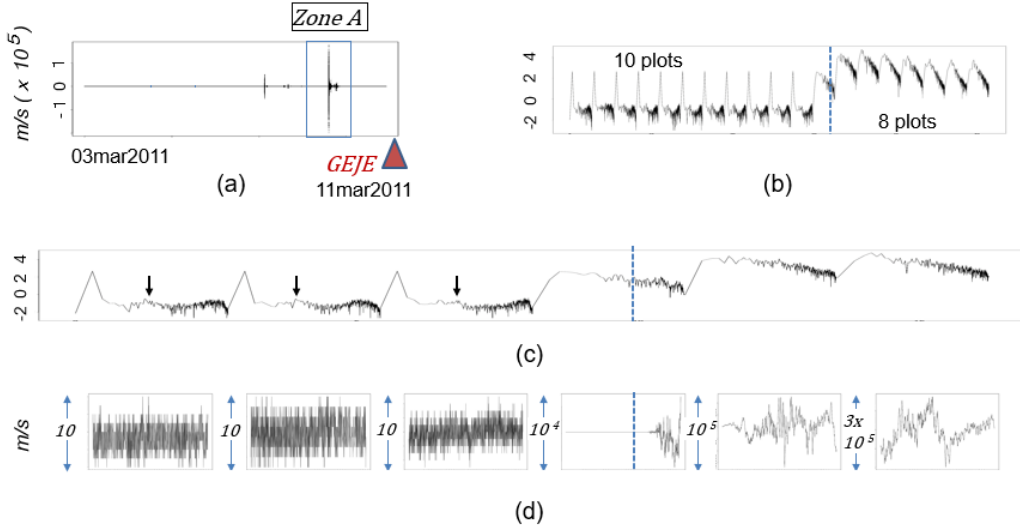 Zone A
m/s ( x 10⁵)
1
0
-1
03mar2011
GEJE
11mar2011
(a)
4
2
0
-2
10 plots
8 plots
(b)
4
2
0
-2
(c)
m/s
10
10
10
10⁴
10⁵
3x
10⁵
(d)